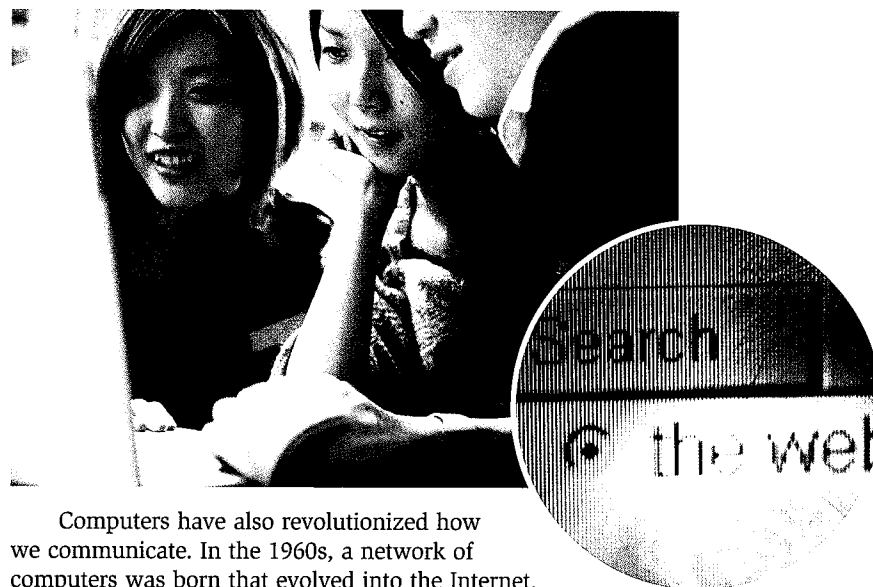 Search
the web
Computers have also revolutionized how
we communicate. In the 1960s, a network of
computers was born that evolved into the Internet.